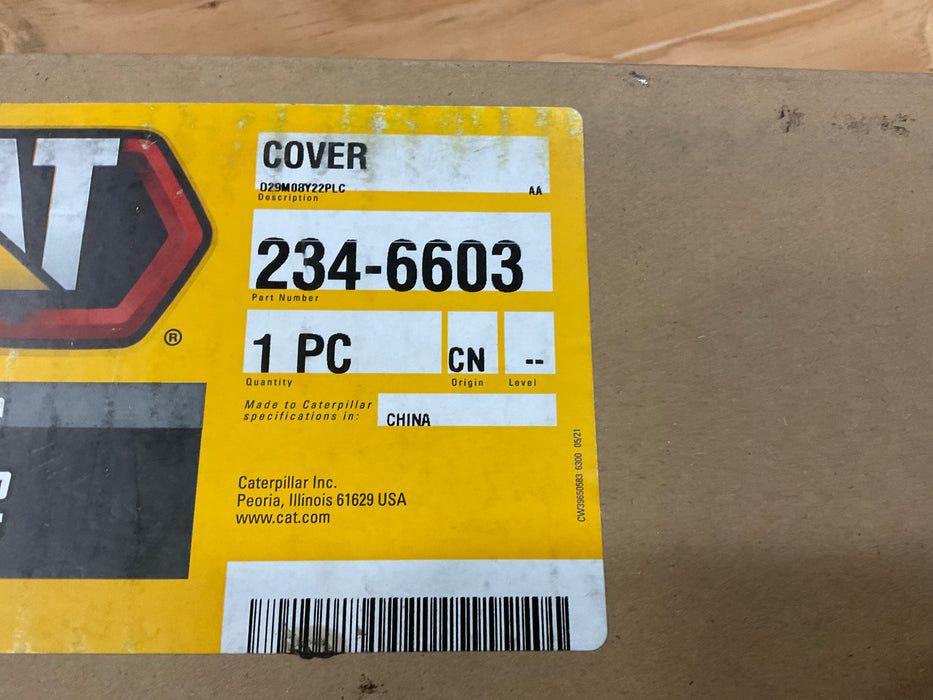 COVER
D29M08Y22PLC AA
Description
234-6603
Part Number
1 PC CN --
Quantity Origin Level
Made to Caterpillar
specifications in:
CHINA
Caterpillar Inc.
Peoria, Illinois 61629 USA
www.cat.com
CW39650583 6300 05/21
AT
®